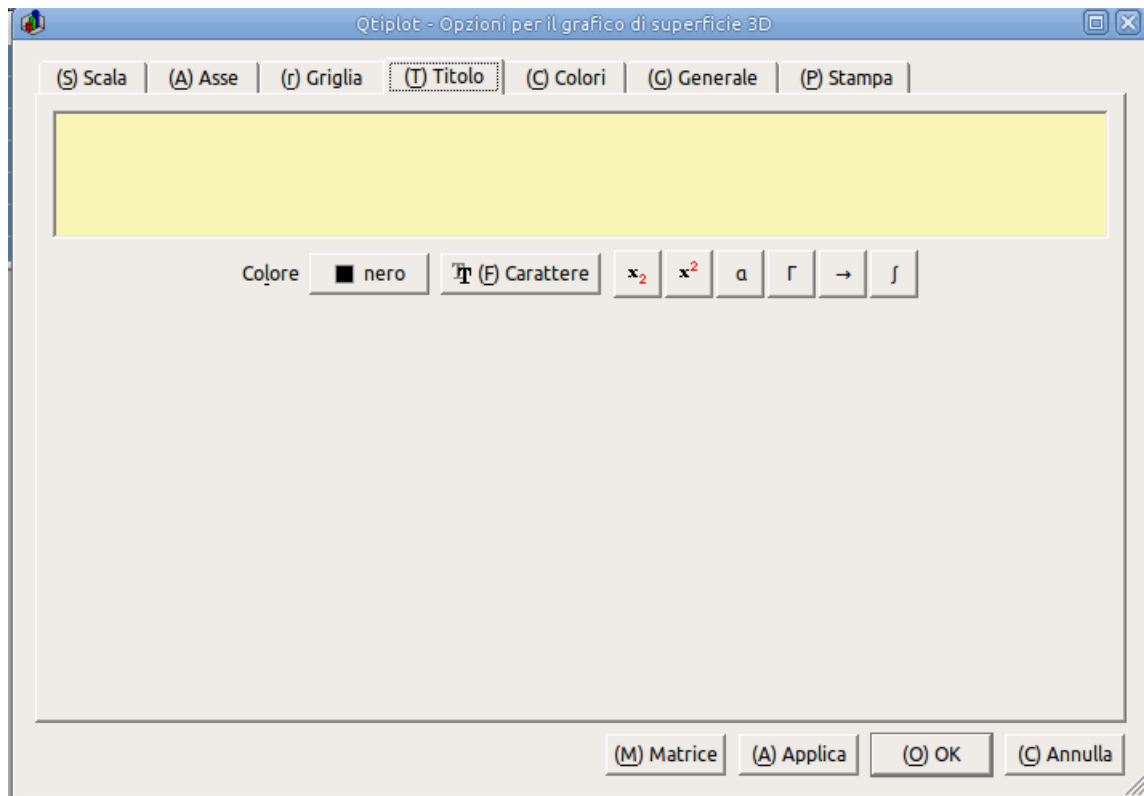 Qtiplot - Opzioni per il grafico di superficie 3D
(S) Scala (A) Asse (r) Griglia (T) Titolo (C) Colori (G) Generale (P) Stampa
Colore nero (F) Carattere x₂ x² α Γ → ∫
(M) Matrice (A) Applica (O) OK (C) Annulla